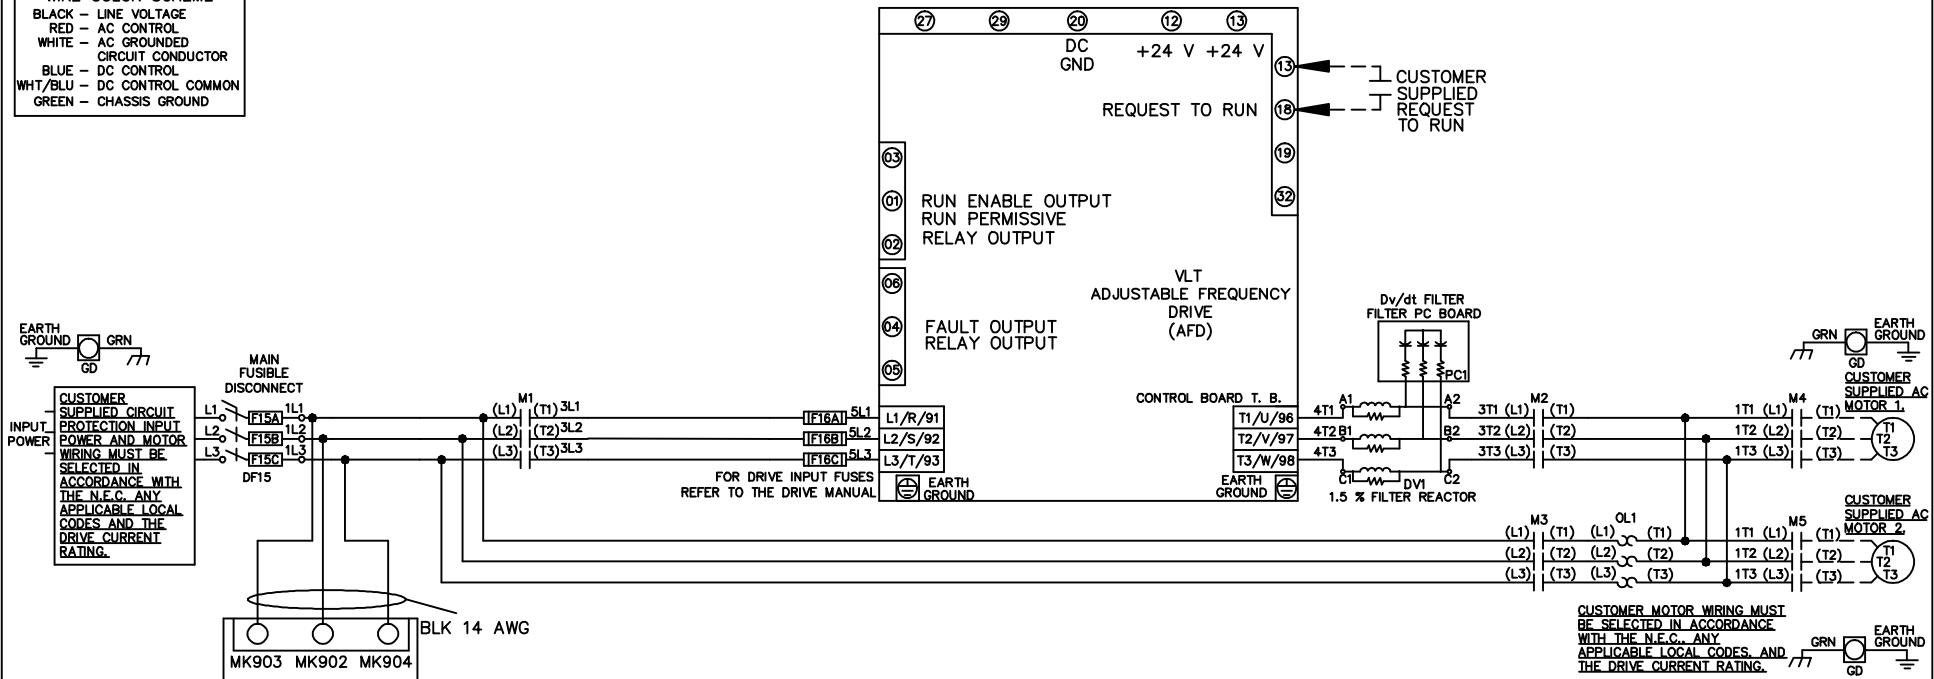 BLACK – LINE VOLTAGE
RED – AC CONTROL
WHITE – AC GROUNDED
CIRCUIT CONDUCTOR
BLUE – DC CONTROL
WHT/BLU – DC CONTROL COMMON
GREEN – CHASSIS GROUND
27 29 20 12 13
DC
GND
+24 V +24 V
13
REQUEST TO RUN
18
19
32
CUSTOMER
SUPPLIED
REQUEST
TO RUN
03
01
02
RUN ENABLE OUTPUT
RUN PERMISSIVE
RELAY OUTPUT
06
04
05
FAULT OUTPUT
RELAY OUTPUT
VLT
ADJUSTABLE FREQUENCY
DRIVE
(AFD)
CONTROL BOARD T. B.
L1/R/91
L2/S/92
L3/T/93
EARTH
GROUND
T1/U/96
T2/V/97
T3/W/98
EARTH
GROUND
EARTH
GROUND
GRN
GD
MAIN
FUSIBLE
DISCONNECT
INPUT
POWER
CUSTOMER
SUPPLIED CIRCUIT
PROTECTION INPUT
POWER AND MOTOR
WIRING MUST BE
SELECTED IN
ACCORDANCE WITH
THE N.E.C. ANY
APPLICABLE LOCAL
CODES AND THE
DRIVE CURRENT
RATING.
L1 F15A 1L1
L2 F15B 1L2
L3 F15C 1L3
DF15
M1
(L1) (T1) 3L1
(L2) (T2) 3L2
(L3) (T3) 3L3
F16A 5L1
F16B 5L2
F16C 5L3
FOR DRIVE INPUT FUSES
REFER TO THE DRIVE MANUAL
Dv/dt FILTER
FILTER PC BOARD
PC1
4T1 A1 A2
4T2 B1 B2
4T3 C1 C2
DV1
1.5 % FILTER REACTOR
M2
3T1 (L1) (T1)
3T2 (L2) (T2)
3T3 (L3) (T3)
M4
1T1 (L1) (T1)
1T2 (L2) (T2)
1T3 (L3) (T3)
GRN
EARTH
GROUND
GD
CUSTOMER
SUPPLIED AC
MOTOR 1.
T1
T2
T3
M3
(L1) (T1)
(L2) (T2)
(L3) (T3)
OL1
(L1) (T1)
(L2) (T2)
(L3) (T3)
M5
1T1 (L1) (T1)
1T2 (L2) (T2)
1T3 (L3) (T3)
CUSTOMER
SUPPLIED AC
MOTOR 2.
T1
T2
T3
BLK 14 AWG
MK903 MK902 MK904
CUSTOMER MOTOR WIRING MUST
BE SELECTED IN ACCORDANCE
WITH THE N.E.C., ANY
APPLICABLE LOCAL CODES, AND
THE DRIVE CURRENT RATING.
GRN
EARTH
GROUND
GD